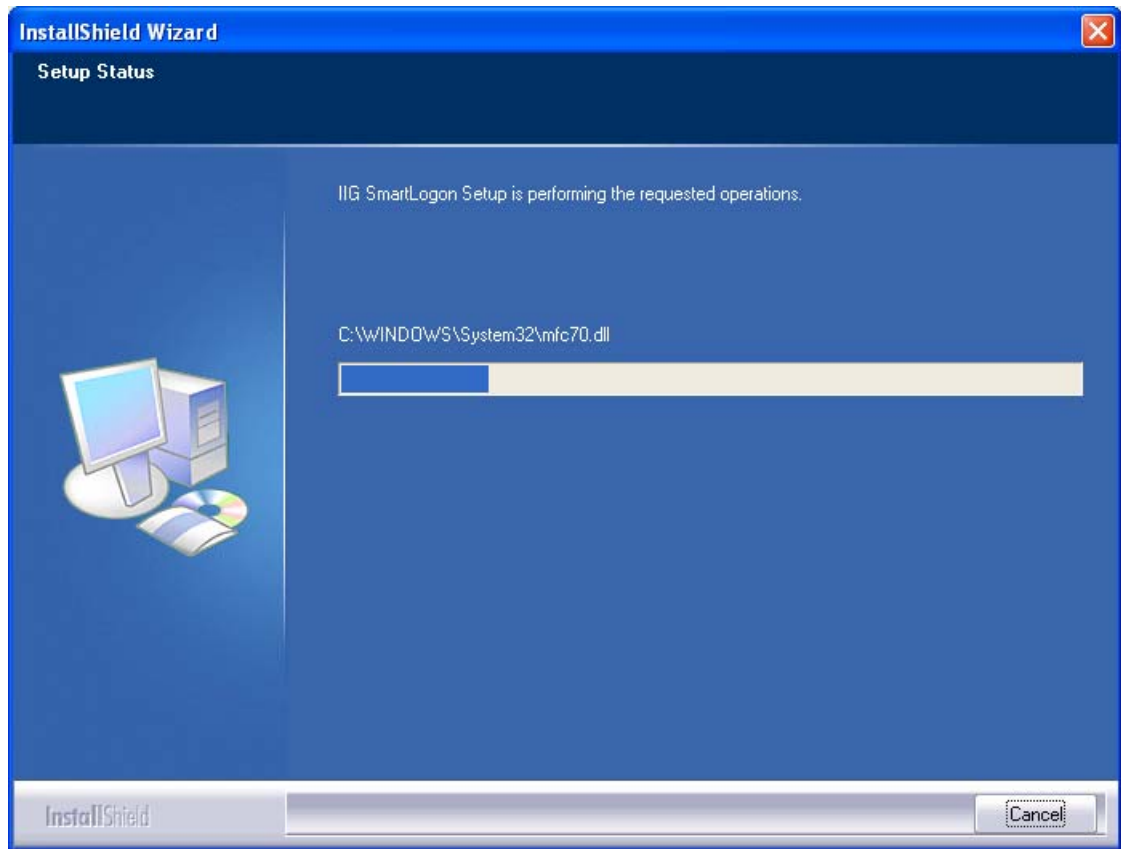 InstallShield Wizard
Setup Status
IIG SmartLogon Setup is performing the requested operations.
C:\WINDOWS\System32\mfc70.dll
InstallShield
Cancel